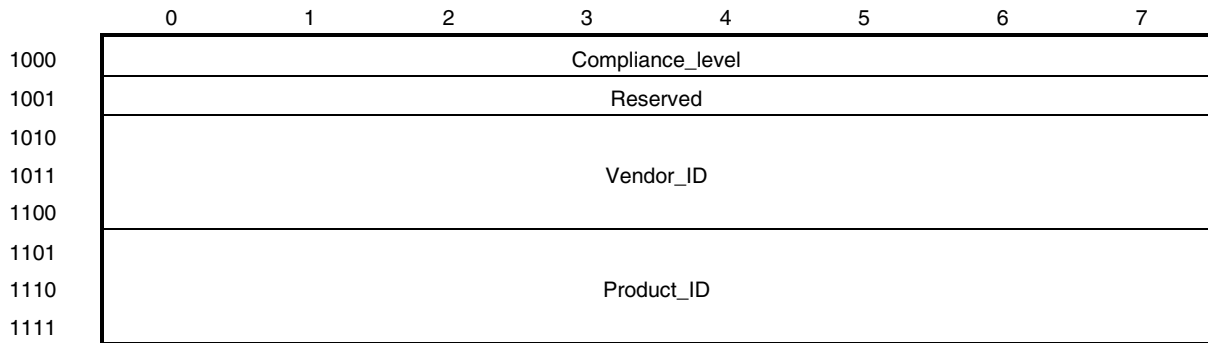 0 1 2 3 4 5 6 7
1000 Compliance_level
1001 Reserved
1010
1011 Vendor_ID
1100
1101
1110 Product_ID
1111